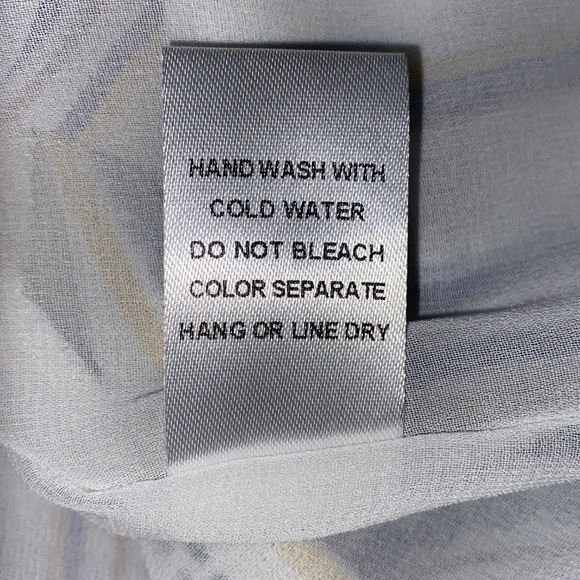 HAND WASH WITH
COLD WATER
DO NOT BLEACH
COLOR SEPARATE
HANG OR LINE DRY